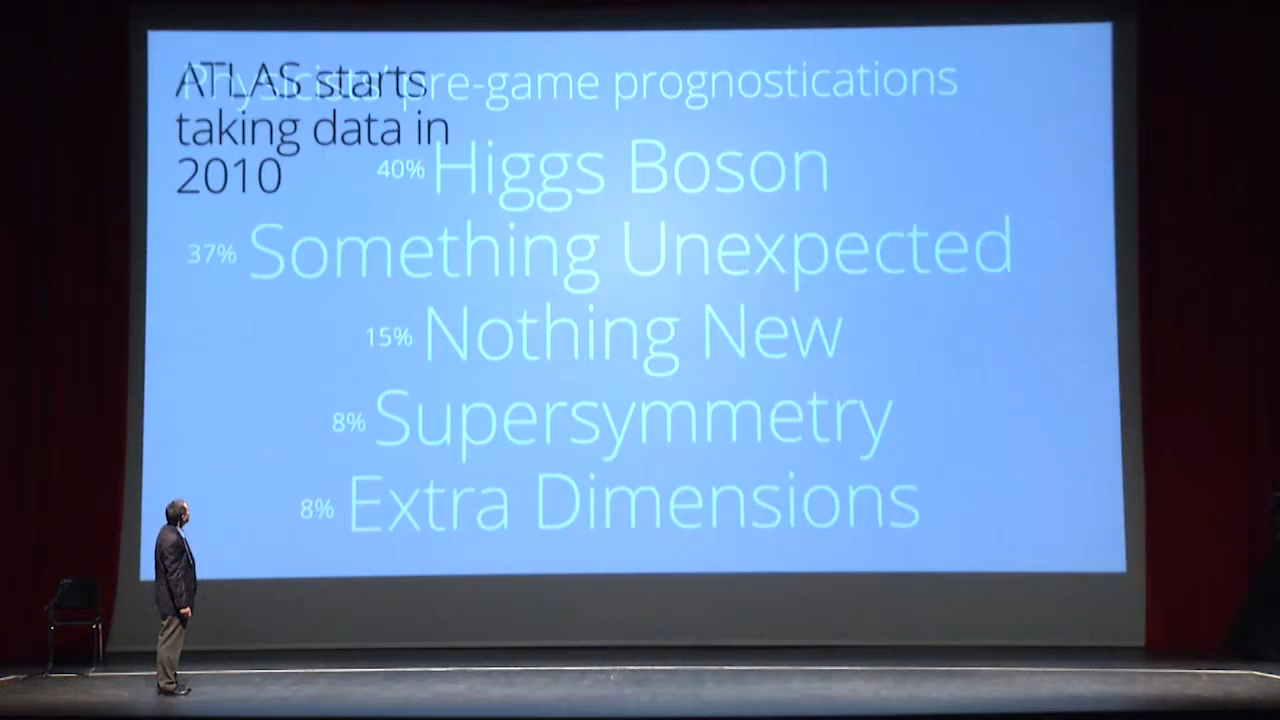 ATLAS starts
taking data in
2010
Physicists' pre-game prognostications
40% Higgs Boson
37% Something Unexpected
15% Nothing New
8% Supersymmetry
8% Extra Dimensions